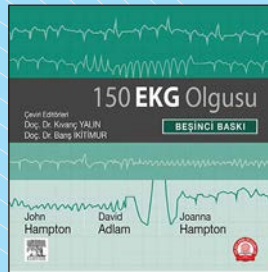 150 EKG Olgusu
Çeviri Editörleri
Doç. Dr. Kıvanç YALIN
Doç. Dr. Barış İKİTİMUR
BEŞİNCİ BASKI
John Hampton
David Adlam
Joanna Hampton
ELSEVIER